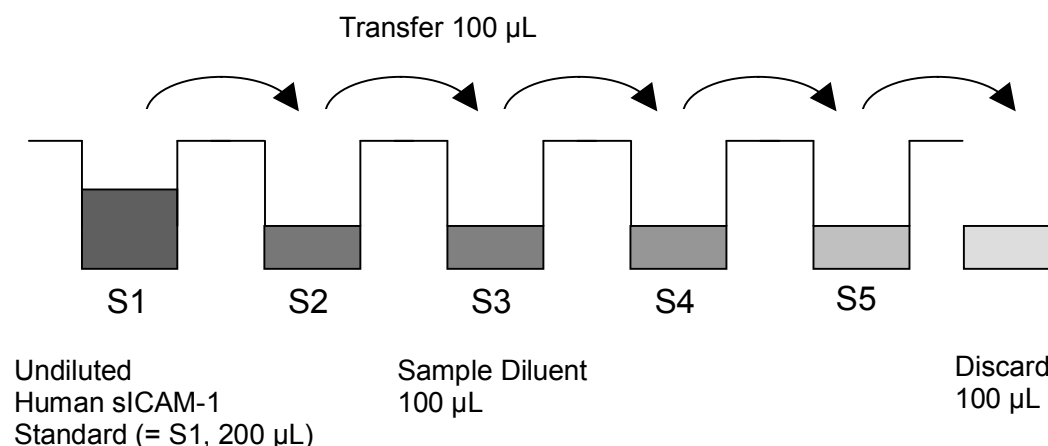 Transfer 100 µL
S1
S2
S3
S4
S5
Undiluted
Human sICAM-1
Standard (= S1, 200 µL)
Sample Diluent
100 µL
Discard
100 µL